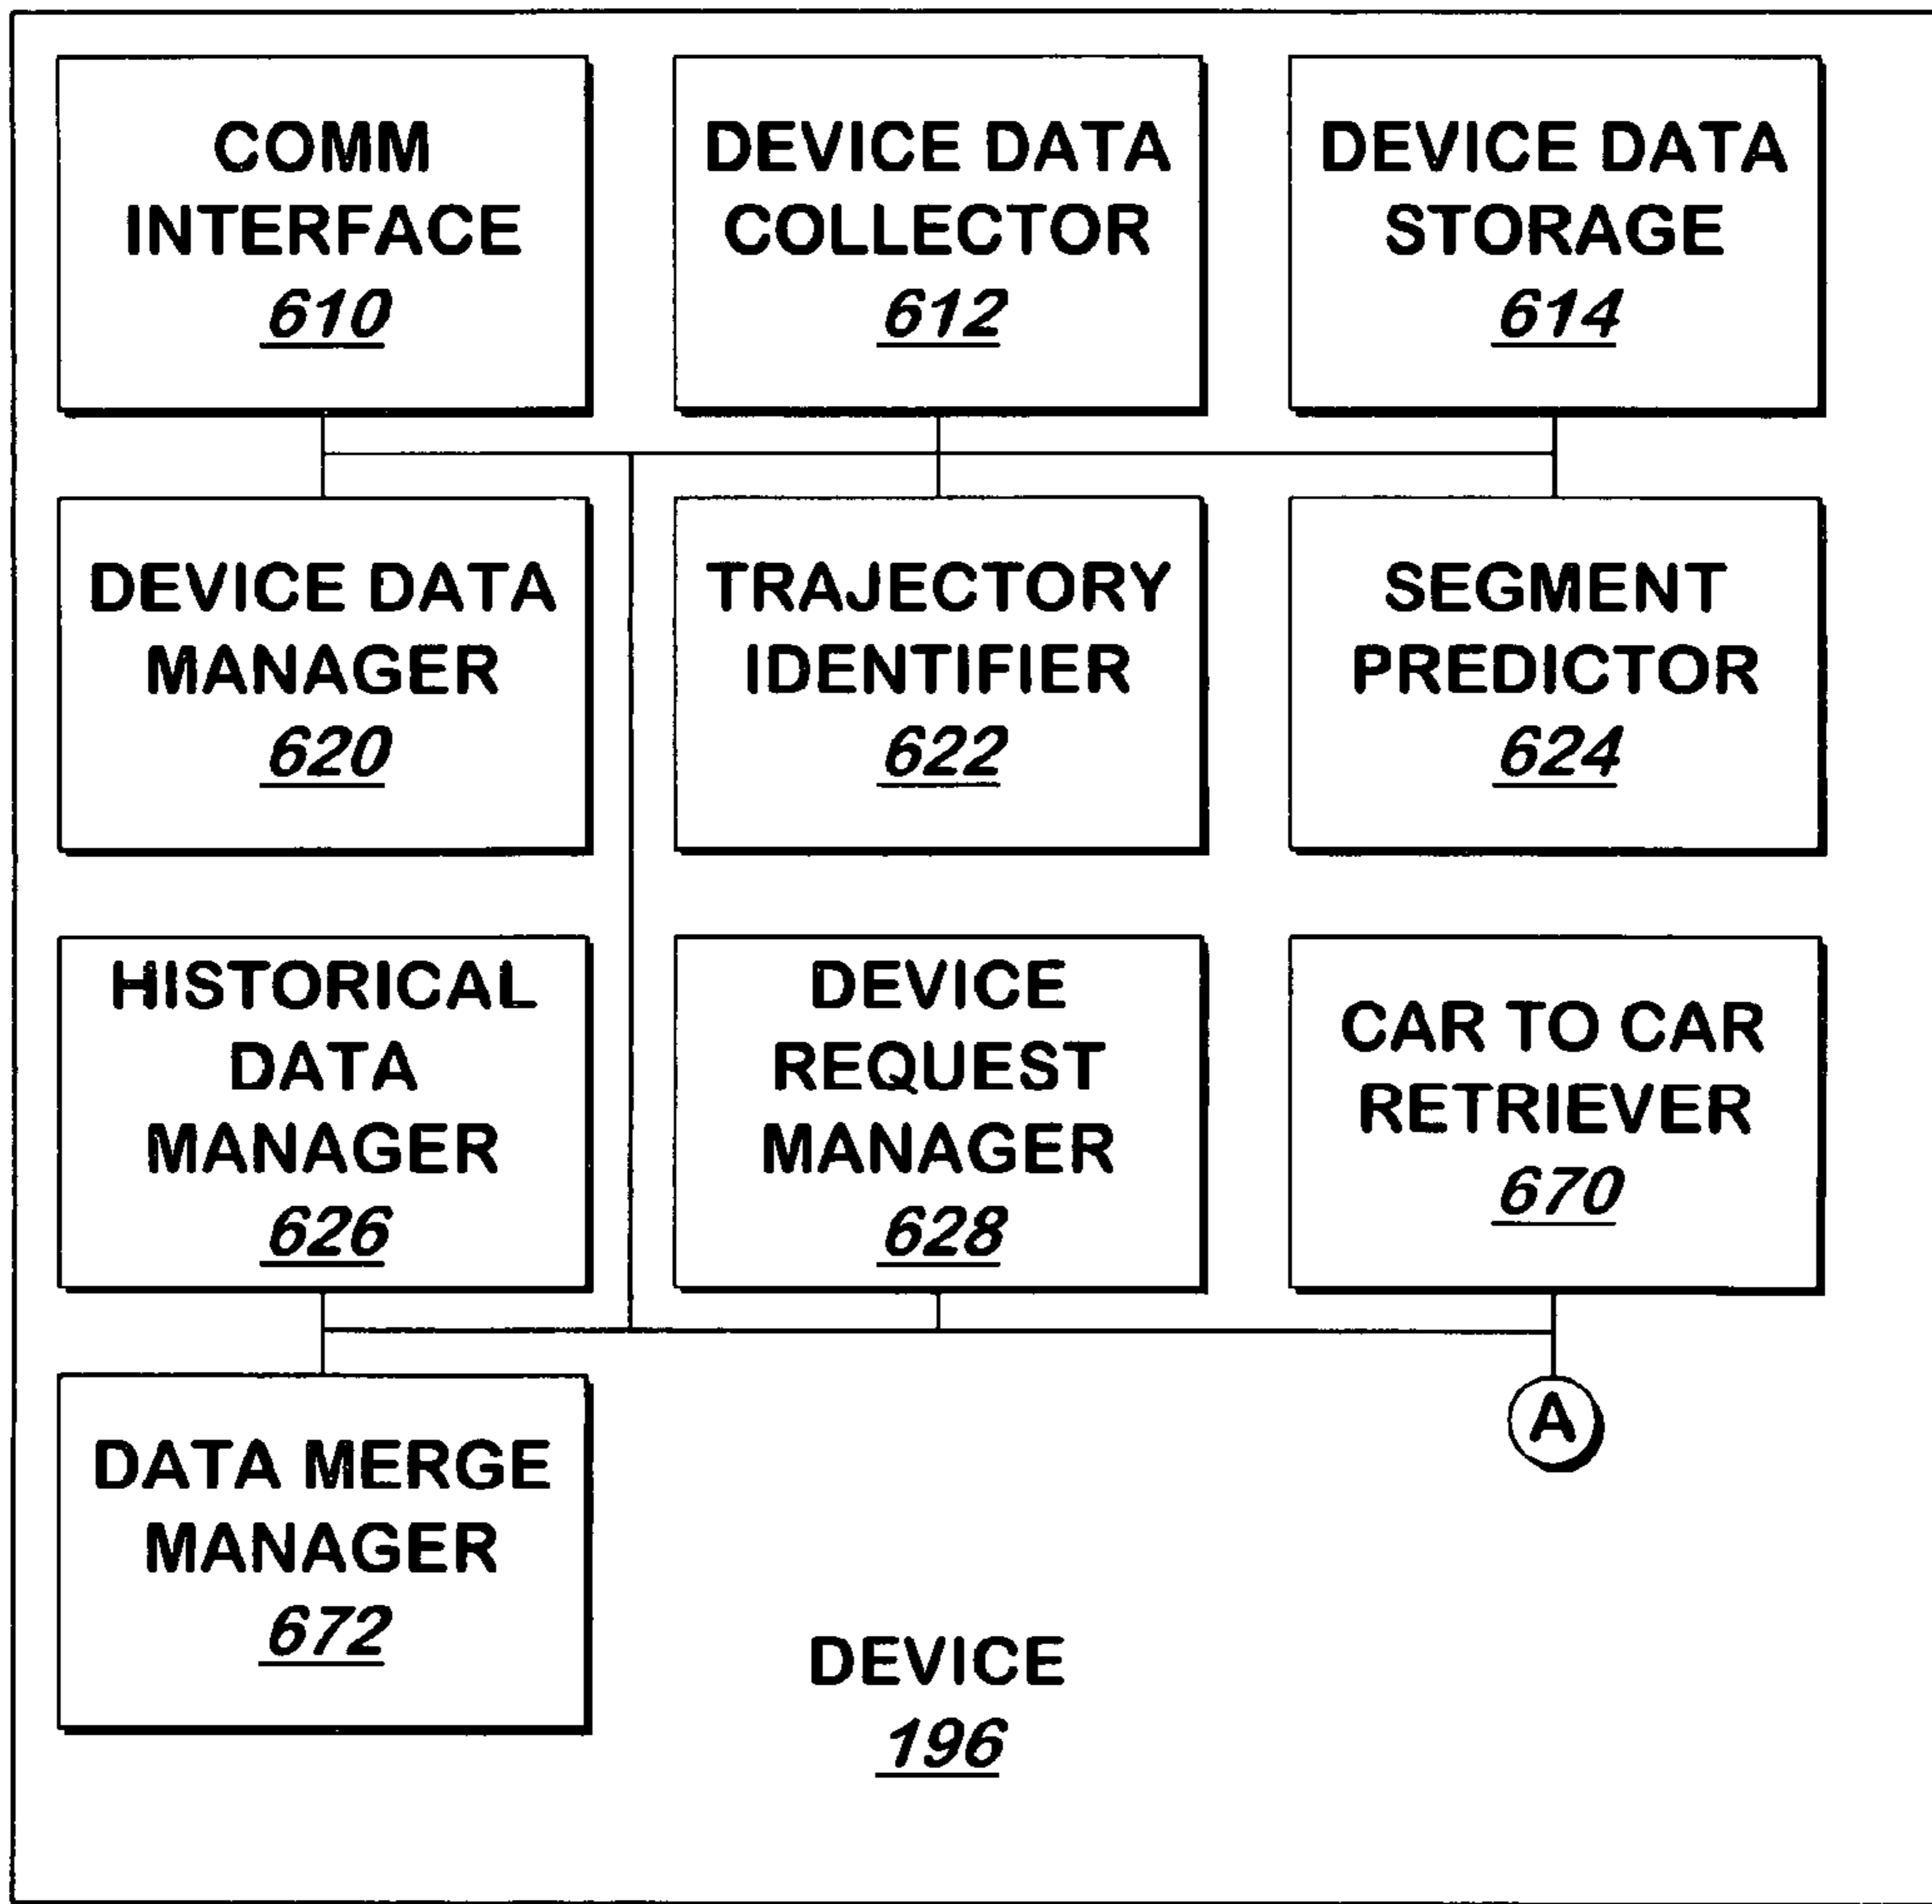 COMM
INTERFACE
610
DEVICE DATA
COLLECTOR
612
DEVICE DATA
STORAGE
614
DEVICE DATA
MANAGER
620
TRAJECTORY
IDENTIFIER
622
SEGMENT
PREDICTOR
624
HISTORICAL
DATA
MANAGER
626
DEVICE
REQUEST
MANAGER
628
CAR TO CAR
RETRIEVER
670
DATA MERGE
MANAGER
672
A
DEVICE
196